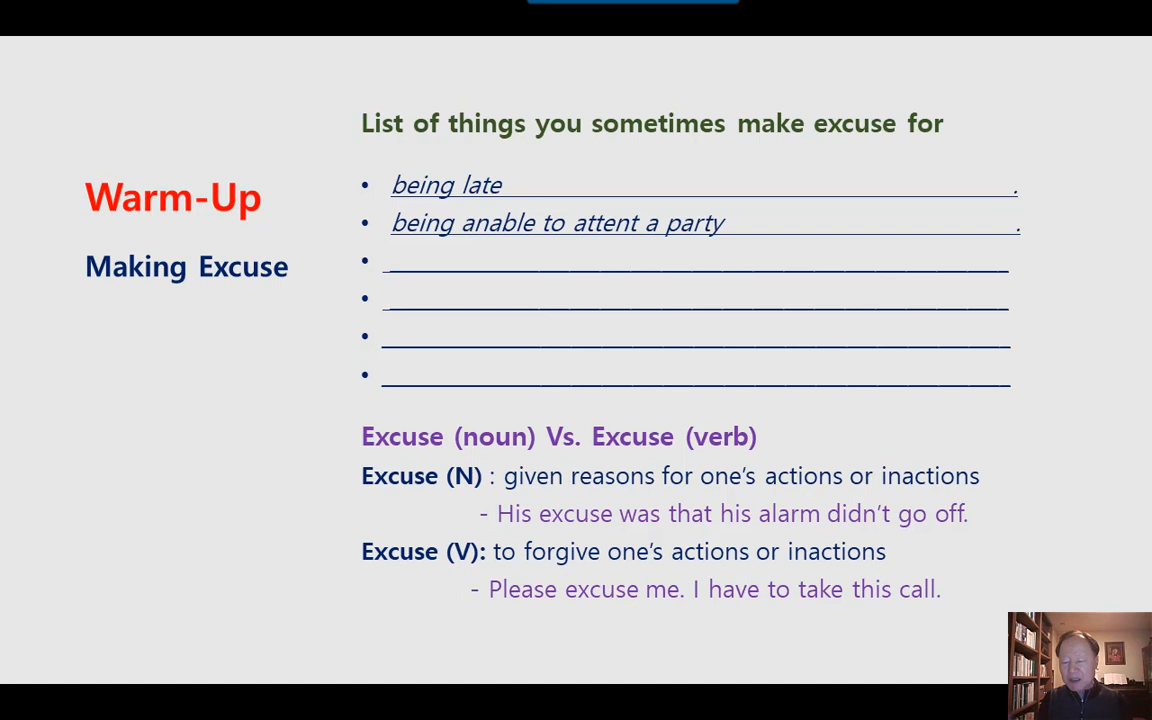 List of things you sometimes make excuse for
Warm-Up
Making Excuse
• being late .
• being anable to attent a party .
•
•
•
•
Excuse (noun) Vs. Excuse (verb)
Excuse (N) : given reasons for one's actions or inactions
- His excuse was that his alarm didn't go off.
Excuse (V): to forgive one's actions or inactions
- Please excuse me. I have to take this call.